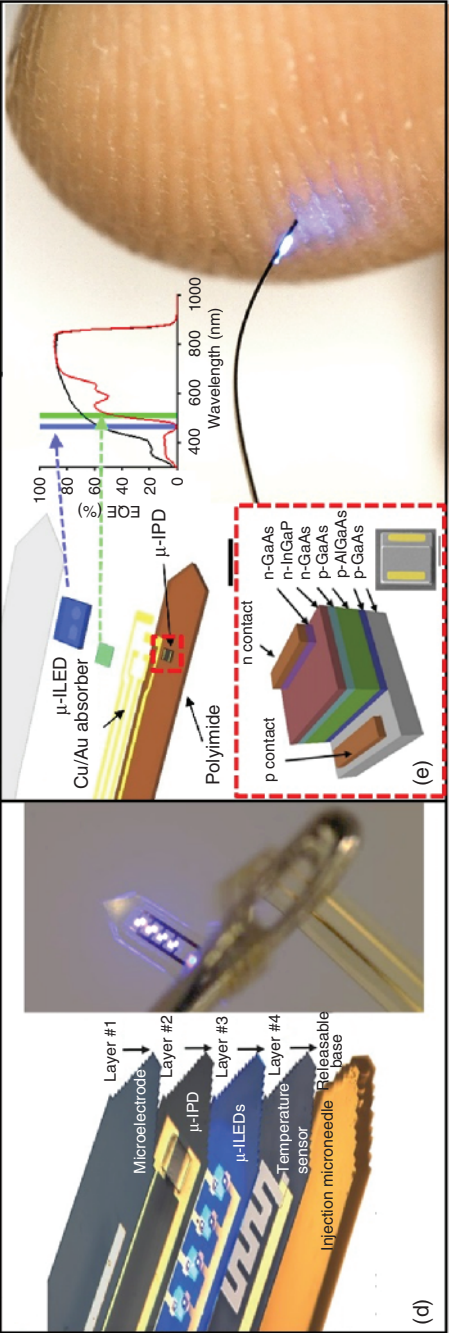 (d)
Layer #1
Microelectrode
Layer #2
μ-IPD
Layer #3
μ-ILEDs
Layer #4
Temperature
sensor
Releasable
base
Injection microneedle
μ-ILED
Cu/Au absorber
Polyimide
μ-IPD
EQE (%)
100
80
60
40
20
0
400
600
800
1000
Wavelength (nm)
(e)
p contact
n contact
n-GaAs
n-InGaP
n-GaAs
p-GaAs
p-AlGaAs
p-GaAs